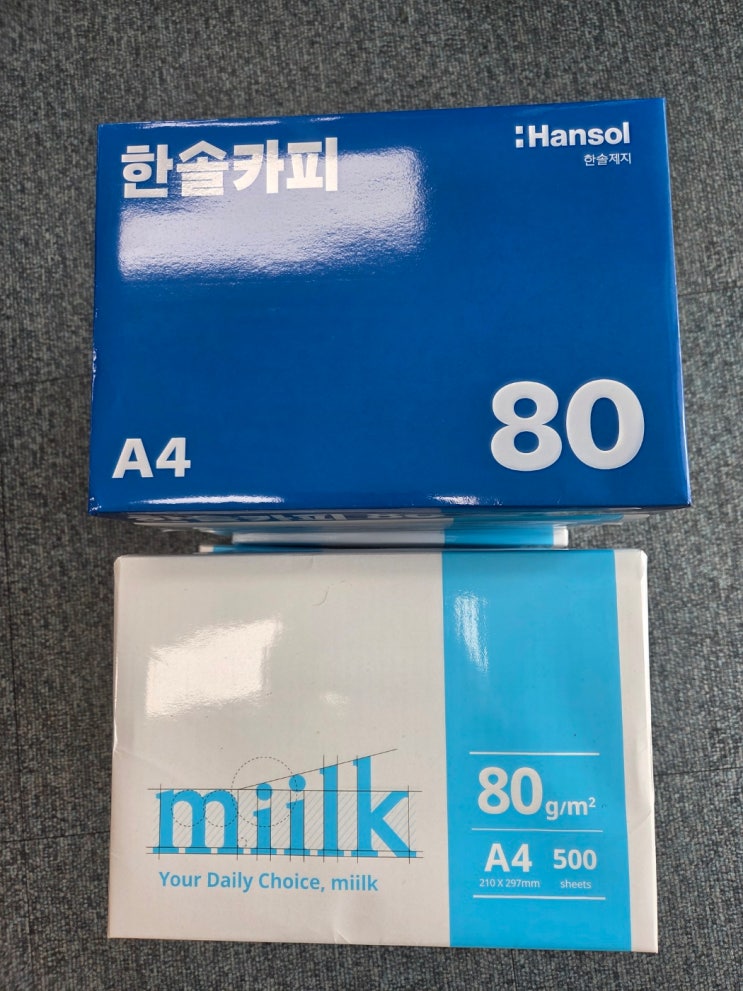 한솔카피
:Hansol
한솔제지
A4
80
miilk
Your Daily Choice, miilk
80g/m²
A4 500
210 X 297mm sheets